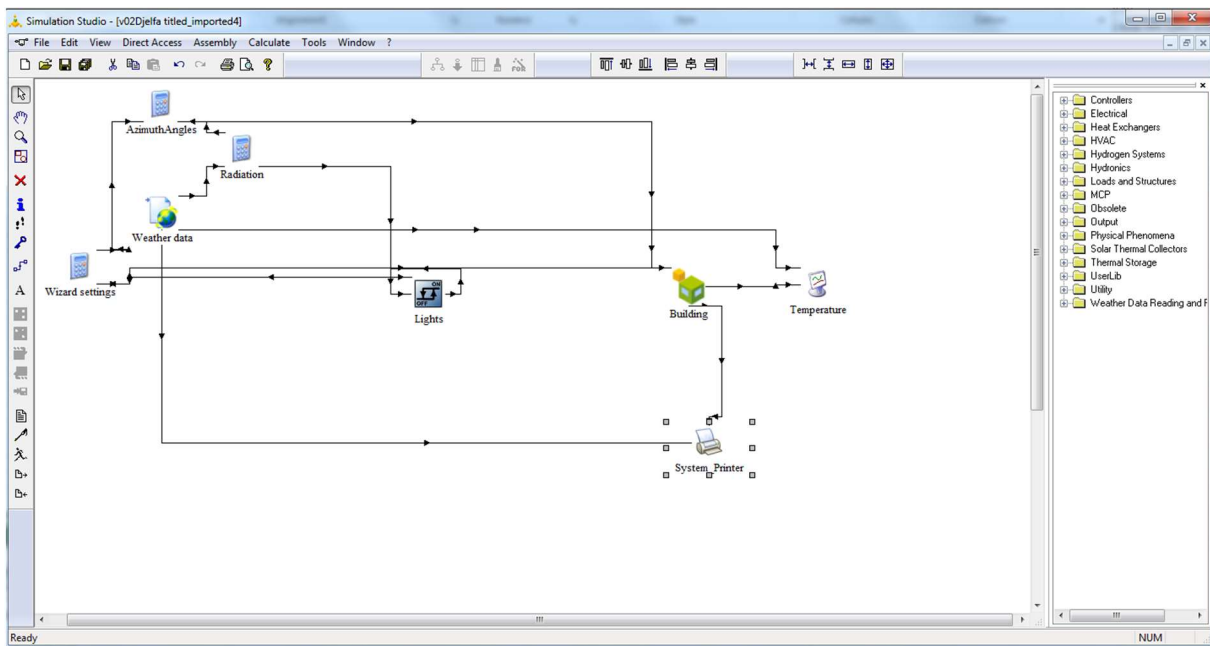 Simulation Studio - [v02Djelfa titled_imported4]
File Edit View Direct Access Assembly Calculate Tools Window ?
AzimuthAngles
Radiation
Weather data
Wizard settings
ON
OFF
Lights
Building
Temperature
System_Printer
A
Controllers
Electrical
Heat Exchangers
HVAC
Hydrogen Systems
Hydronics
Loads and Structures
MCP
Obsolete
Output
Physical Phenomena
Solar Thermal Collectors
Thermal Storage
UserLib
Utility
Weather Data Reading and F
Ready
NUM